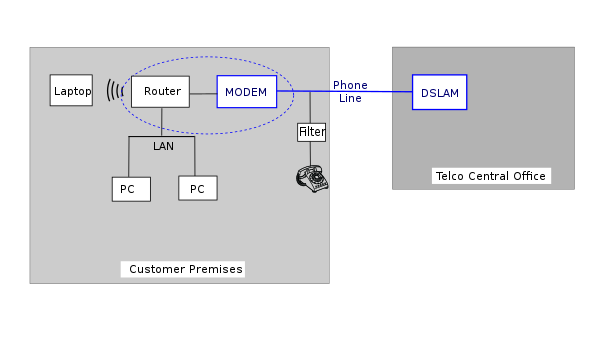 Laptop
Router
MODEM
Phone
Line
DSLAM
Filter
LAN
PC
PC
Telco Central Office
Customer Premises